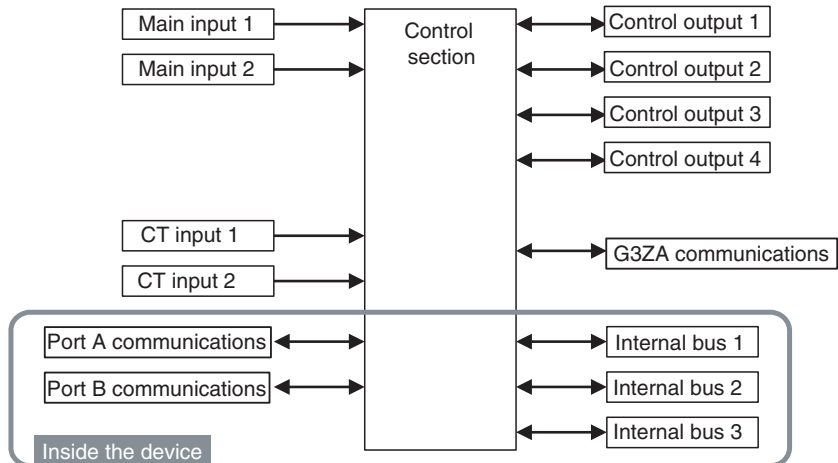 Main input 1
Main input 2
CT input 1
CT input 2
Port A communications
Port B communications
Inside the device
Control
section
Control output 1
Control output 2
Control output 3
Control output 4
G3ZA communications
Internal bus 1
Internal bus 2
Internal bus 3